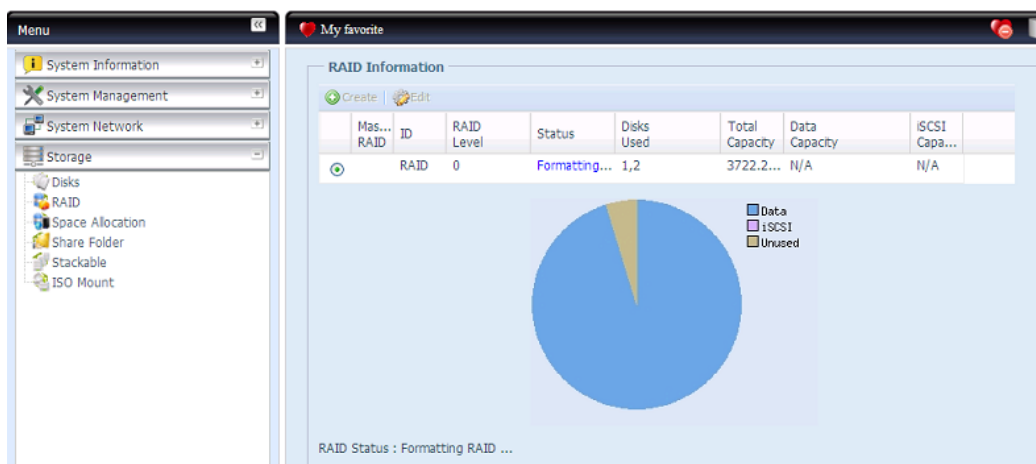 Menu
My favorite
System Information
System Management
System Network
Storage
Disks
RAID
Space Allocation
Share Folder
Stackable
ISO Mount
RAID Information
Create | Edit
Mas... RAID ID RAID Level Status Disks Used Total Capacity Data Capacity iSCSI Capa...
RAID 0 Formatting... 1,2 3722.2... N/A N/A
Data
iSCSI
Unused
RAID Status : Formatting RAID ...